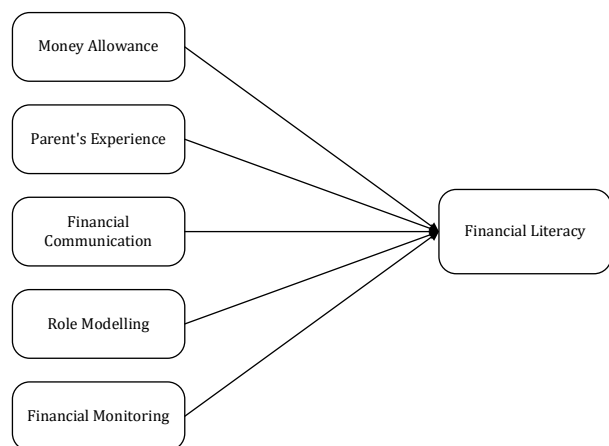 Money Allowance
Parent's Experience
Financial
Communication
Role Modelling
Financial Monitoring
Financial Literacy